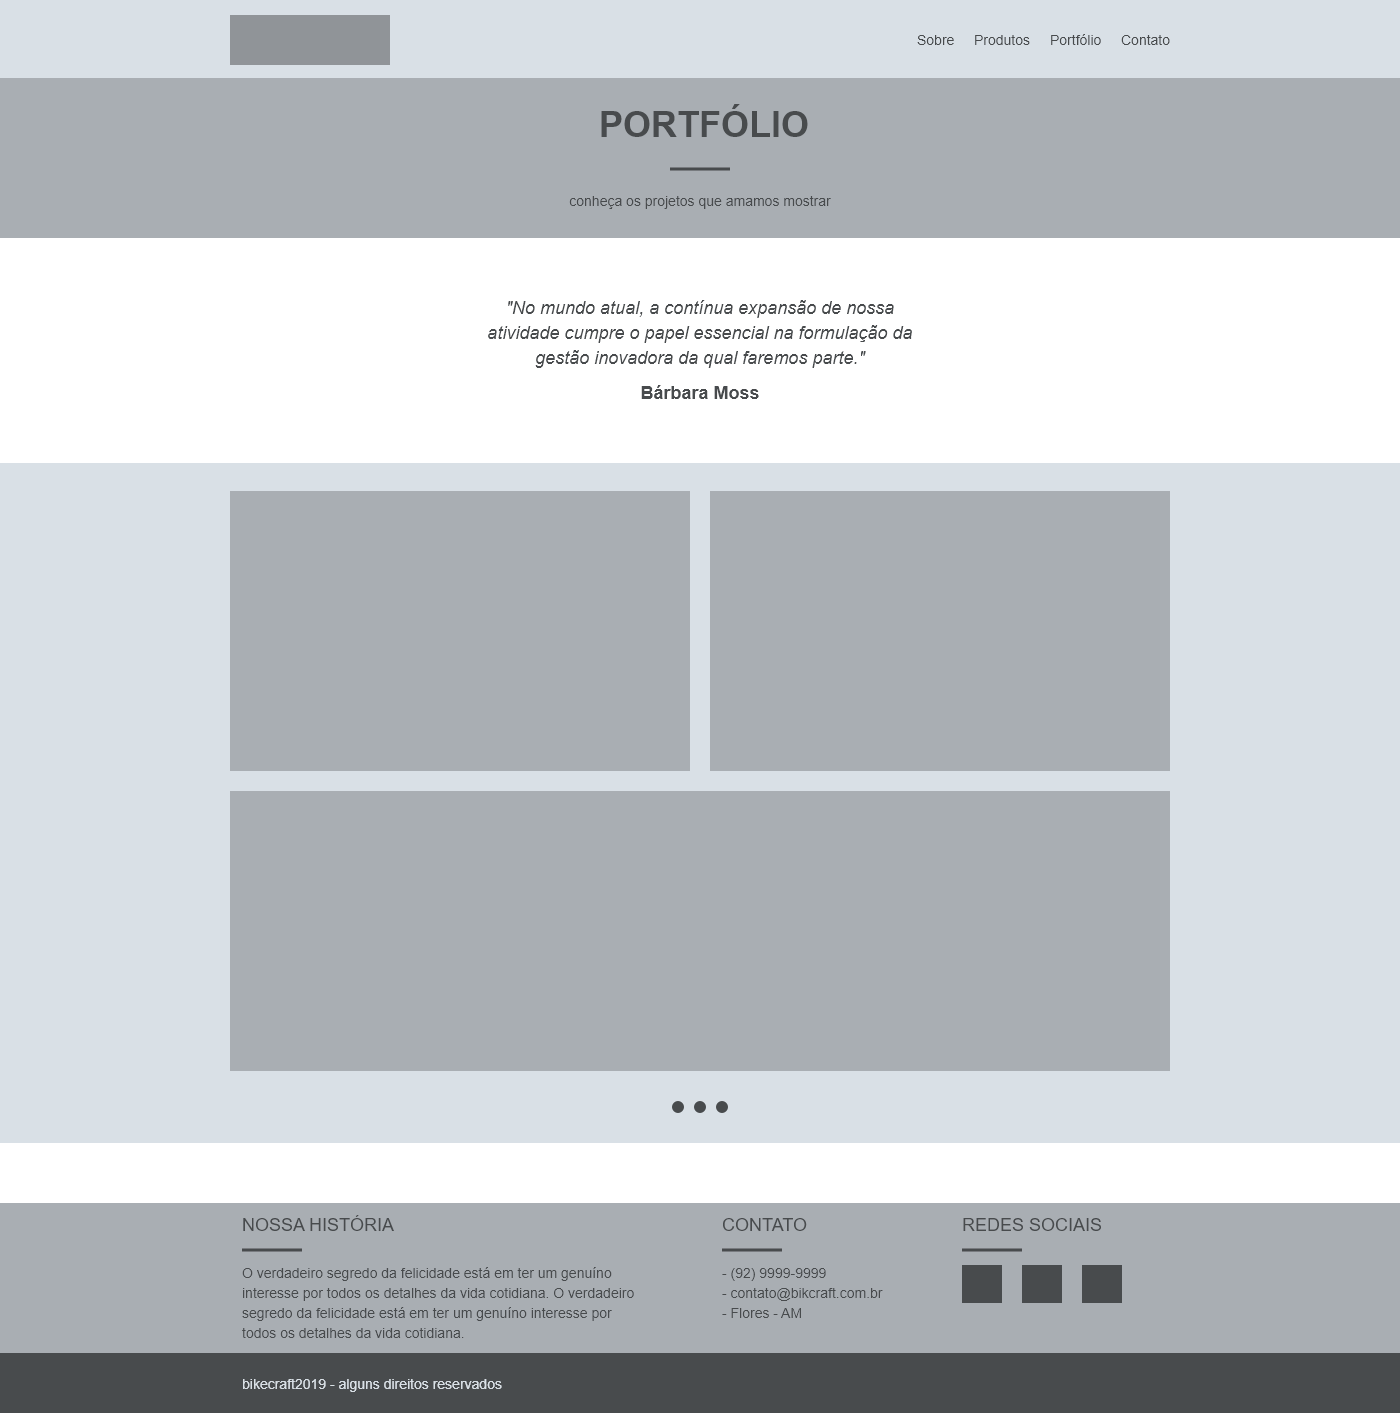 Sobre Produtos Portfólio Contato
PORTFÓLIO
conheça os projetos que amamos mostrar
"No mundo atual, a contínua expansão de nossa
atividade cumpre o papel essencial na formulação da
gestão inovadora da qual faremos parte."
Bárbara Moss
NOSSA HISTÓRIA
O verdadeiro segredo da felicidade está em ter um genuíno
interesse por todos os detalhes da vida cotidiana. O verdadeiro
segredo da felicidade está em ter um genuíno interesse por
todos os detalhes da vida cotidiana.
CONTATO
- (92) 9999-9999
- contato@bikcraft.com.br
- Flores - AM
REDES SOCIAIS
bikecraft2019 - alguns direitos reservados